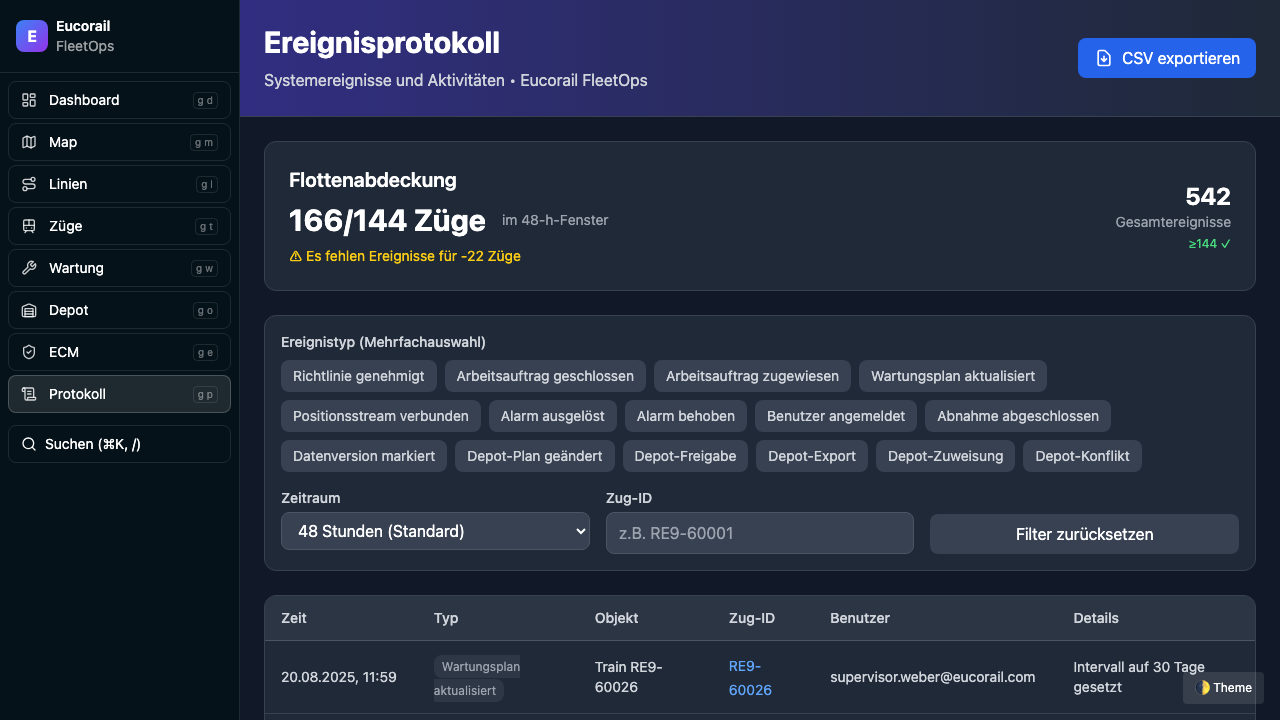 E
Eucorail
FleetOps
Dashboard g d
Map g m
Linien g l
Züge g t
Wartung g w
Depot g o
ECM g e
Protokoll g p
Suchen (⌘K, /)
Ereignisprotokoll
Systemereignisse und Aktivitäten • Eucorail FleetOps
CSV exportieren
Flottenabdeckung
166/144 Züge im 48-h-Fenster
Es fehlen Ereignisse für -22 Züge
542
Gesamtereignisse
≥144 ✓
Ereignistyp (Mehrfachauswahl)
Richtlinie genehmigt Arbeitsauftrag geschlossen Arbeitsauftrag zugewiesen Wartungsplan aktualisiert
Positionsstream verbunden Alarm ausgelöst Alarm behoben Benutzer angemeldet Abnahme abgeschlossen
Datenversion markiert Depot-Plan geändert Depot-Freigabe Depot-Export Depot-Zuweisung Depot-Konflikt
Zeitraum
48 Stunden (Standard)
Zug-ID
z.B. RE9-60001
Filter zurücksetzen
Zeit Typ Objekt Zug-ID Benutzer Details
20.08.2025, 11:59
Wartungsplan
aktualisiert
Train RE9-
60026
RE9-
60026
supervisor.weber@eucorail.com
Intervall auf 30 Tage
gesetzt
🌗 Theme